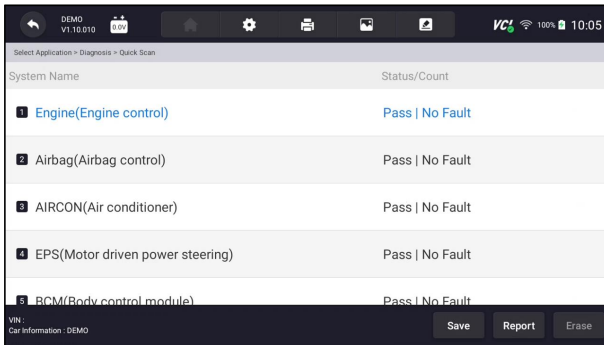 DEMO
V1.10.010
0.0V
VCI 100% 10:05
Select Application > Diagnosis > Quick Scan
System Name Status/Count
1 Engine(Engine control) Pass | No Fault
2 Airbag(Airbag control) Pass | No Fault
3 AIRCON(Air conditioner) Pass | No Fault
4 EPS(Motor driven power steering) Pass | No Fault
5 BCM(Body control module) Pass | No Fault
VIN :
Car Information : DEMO
Save Report Erase